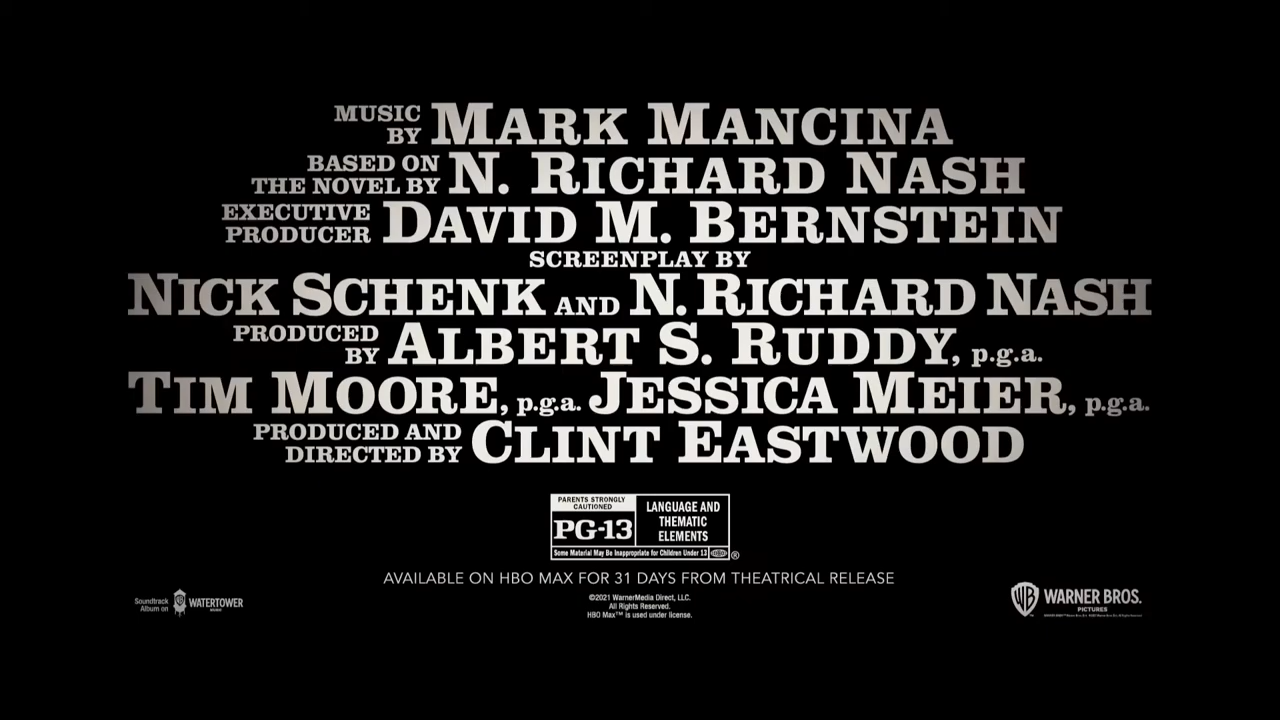 MUSIC BY MARK MANCINA
BASED ON THE NOVEL BY N. RICHARD NASH
EXECUTIVE PRODUCER DAVID M. BERNSTEIN
SCREENPLAY BY
NICK SCHENK AND N. RICHARD NASH
PRODUCED BY ALBERT S. RUDDY, p.g.a.
TIM MOORE, p.g.a. JESSICA MEIER, p.g.a.
PRODUCED AND DIRECTED BY CLINT EASTWOOD
PARENTS STRONGLY CAUTIONED
PG-13
LANGUAGE AND
THEMATIC
ELEMENTS
Some Material May Be Inappropriate for Children Under 13
®
AVAILABLE ON HBO MAX FOR 31 DAYS FROM THEATRICAL RELEASE
©2021 WarnerMedia Direct, LLC.
All Rights Reserved.
HBO Max™ is used under license.
Soundtrack
Album on
WATERTOWER
MUSIC
WB
WARNER BROS.
PICTURES